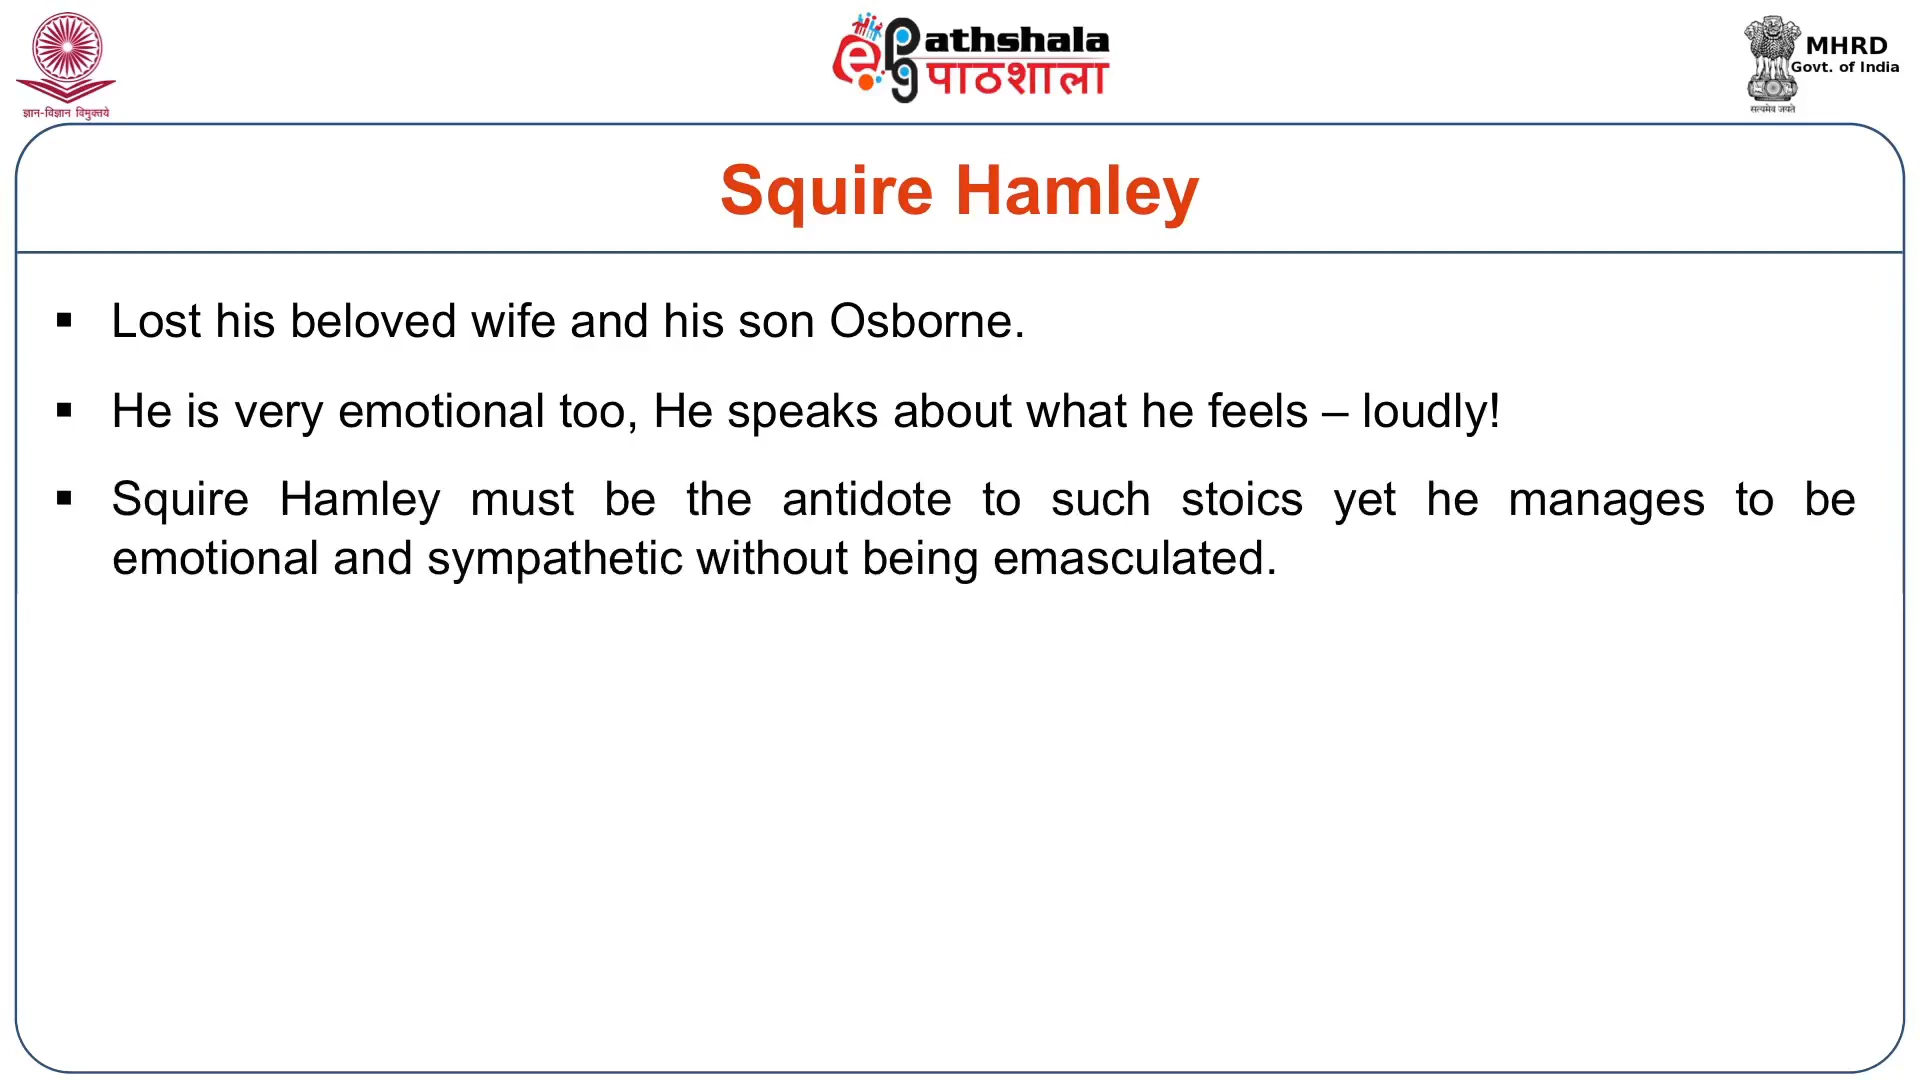 ज्ञान-विज्ञान विमुक्तये
e Pathshala
पाठशाला
MHRD
Govt. of India
सत्यमेव जयते
Squire Hamley
▪ Lost his beloved wife and his son Osborne.
▪ He is very emotional too, He speaks about what he feels – loudly!
▪ Squire Hamley must be the antidote to such stoics yet he manages to be
emotional and sympathetic without being emasculated.